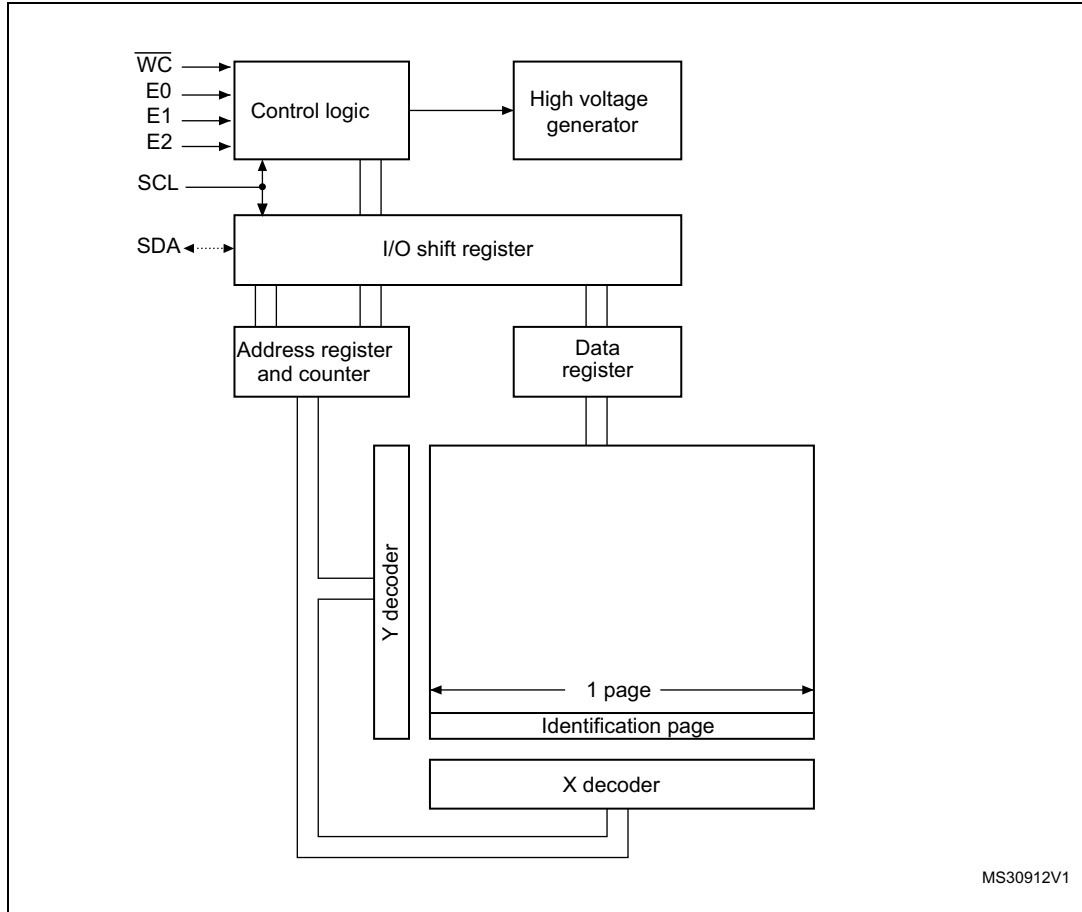 WC
E0
E1
E2
SCL
SDA
Control logic
High voltage
generator
I/O shift register
Address register
and counter
Data
register
Y decoder
1 page
Identification page
X decoder
MS30912V1